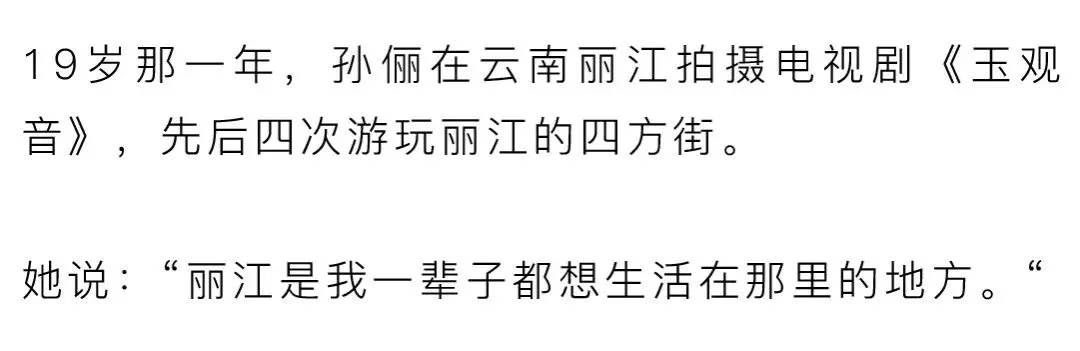 19岁那一年，孙俪在云南丽江拍摄电视剧《玉观
音》，先后四次游玩丽江的四方街。
她说：“丽江是我一辈子都想生活在那里的地方。“